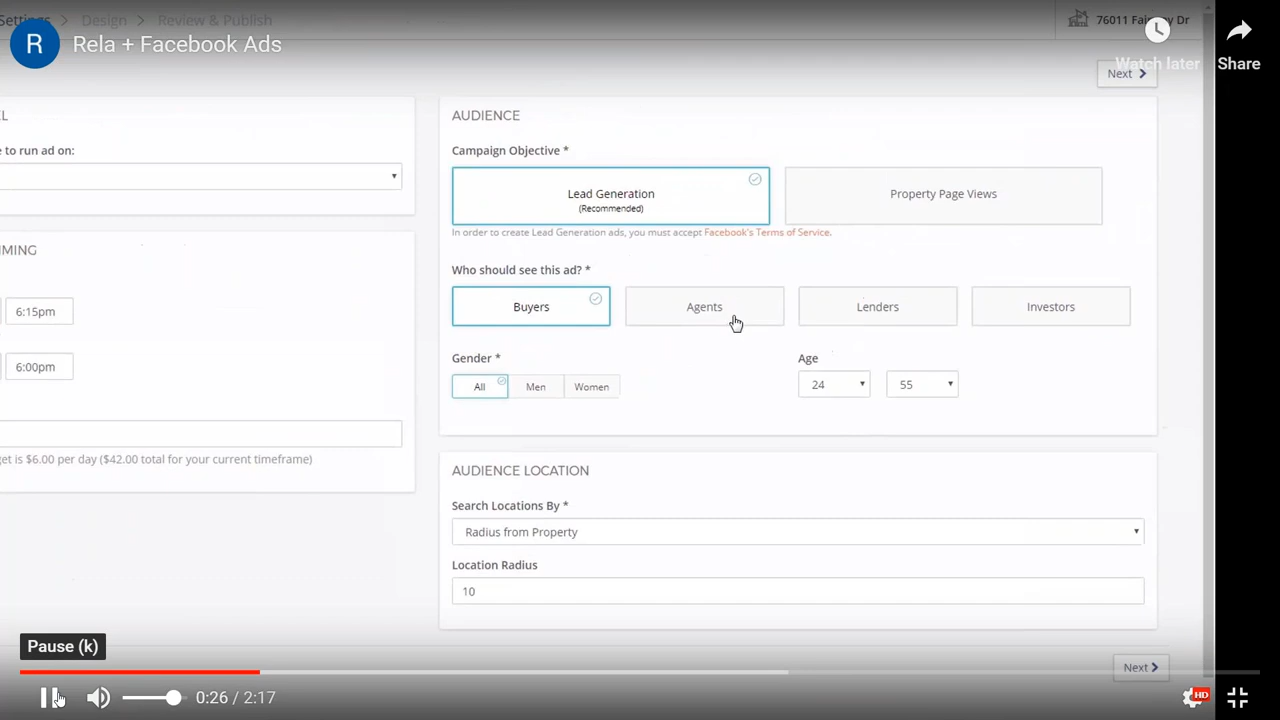 Settings > Design > Review & Publish
76011 Fairway Dr
R
Rela + Facebook Ads
Watch later
Share
Next
L
AUDIENCE
e to run ad on:
Campaign Objective *
Lead Generation
(Recommended)
Property Page Views
In order to create Lead Generation ads, you must accept Facebook's Terms of Service.
MING
Who should see this ad? *
6:15pm
Buyers
Agents
Lenders
Investors
Gender *
Age
6:00pm
All
Men
Women
24
55
get is $6.00 per day ($42.00 total for your current timeframe)
AUDIENCE LOCATION
Search Locations By *
Radius from Property
Location Radius
10
Pause (k)
Next
0:26 / 2:17
HD